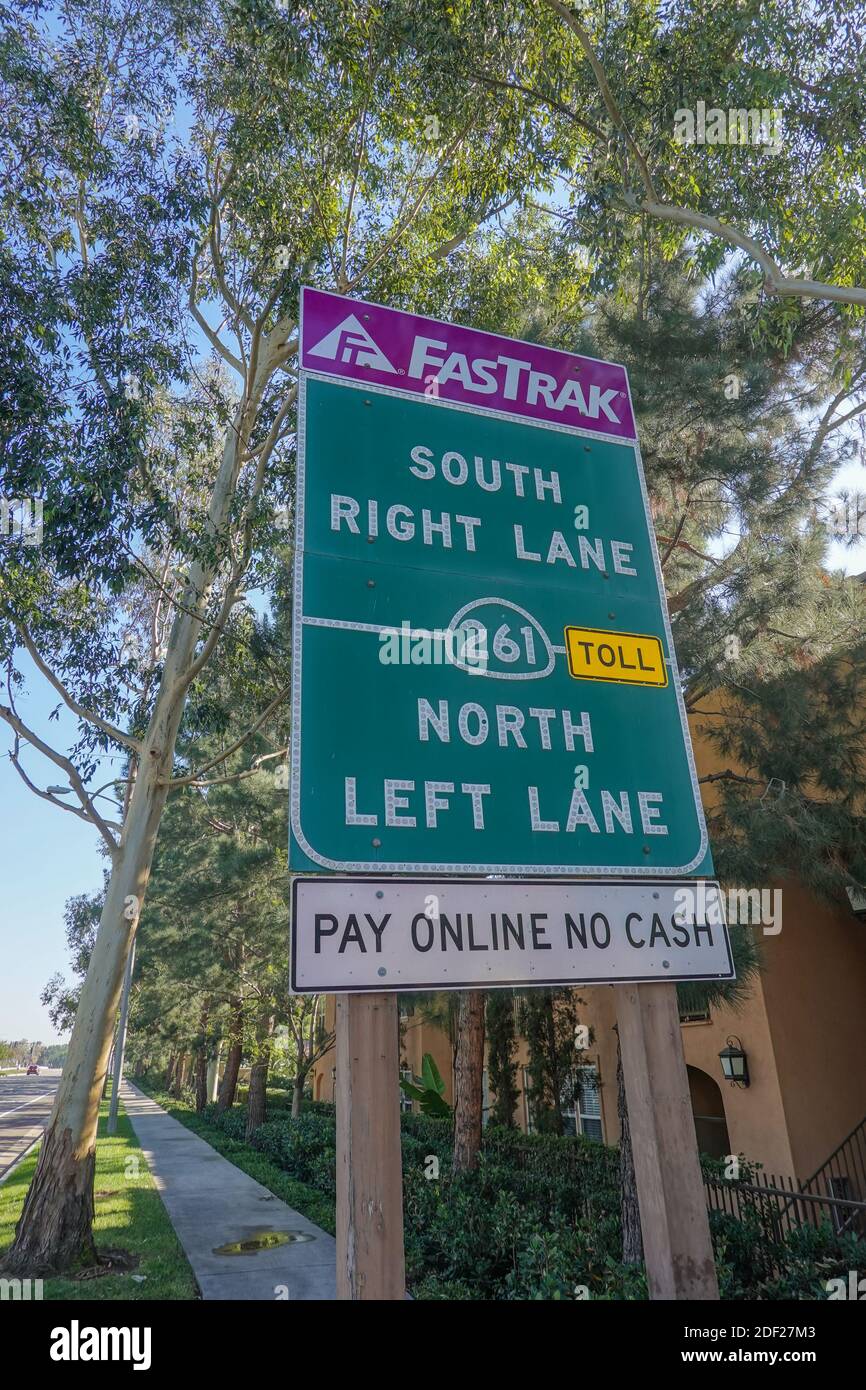 FASTRAK
SOUTH
RIGHT LANE
261 TOLL
NORTH
LEFT LANE
PAY ONLINE NO CASH
alamy
Image ID: 2DF27M3
www.alamy.com